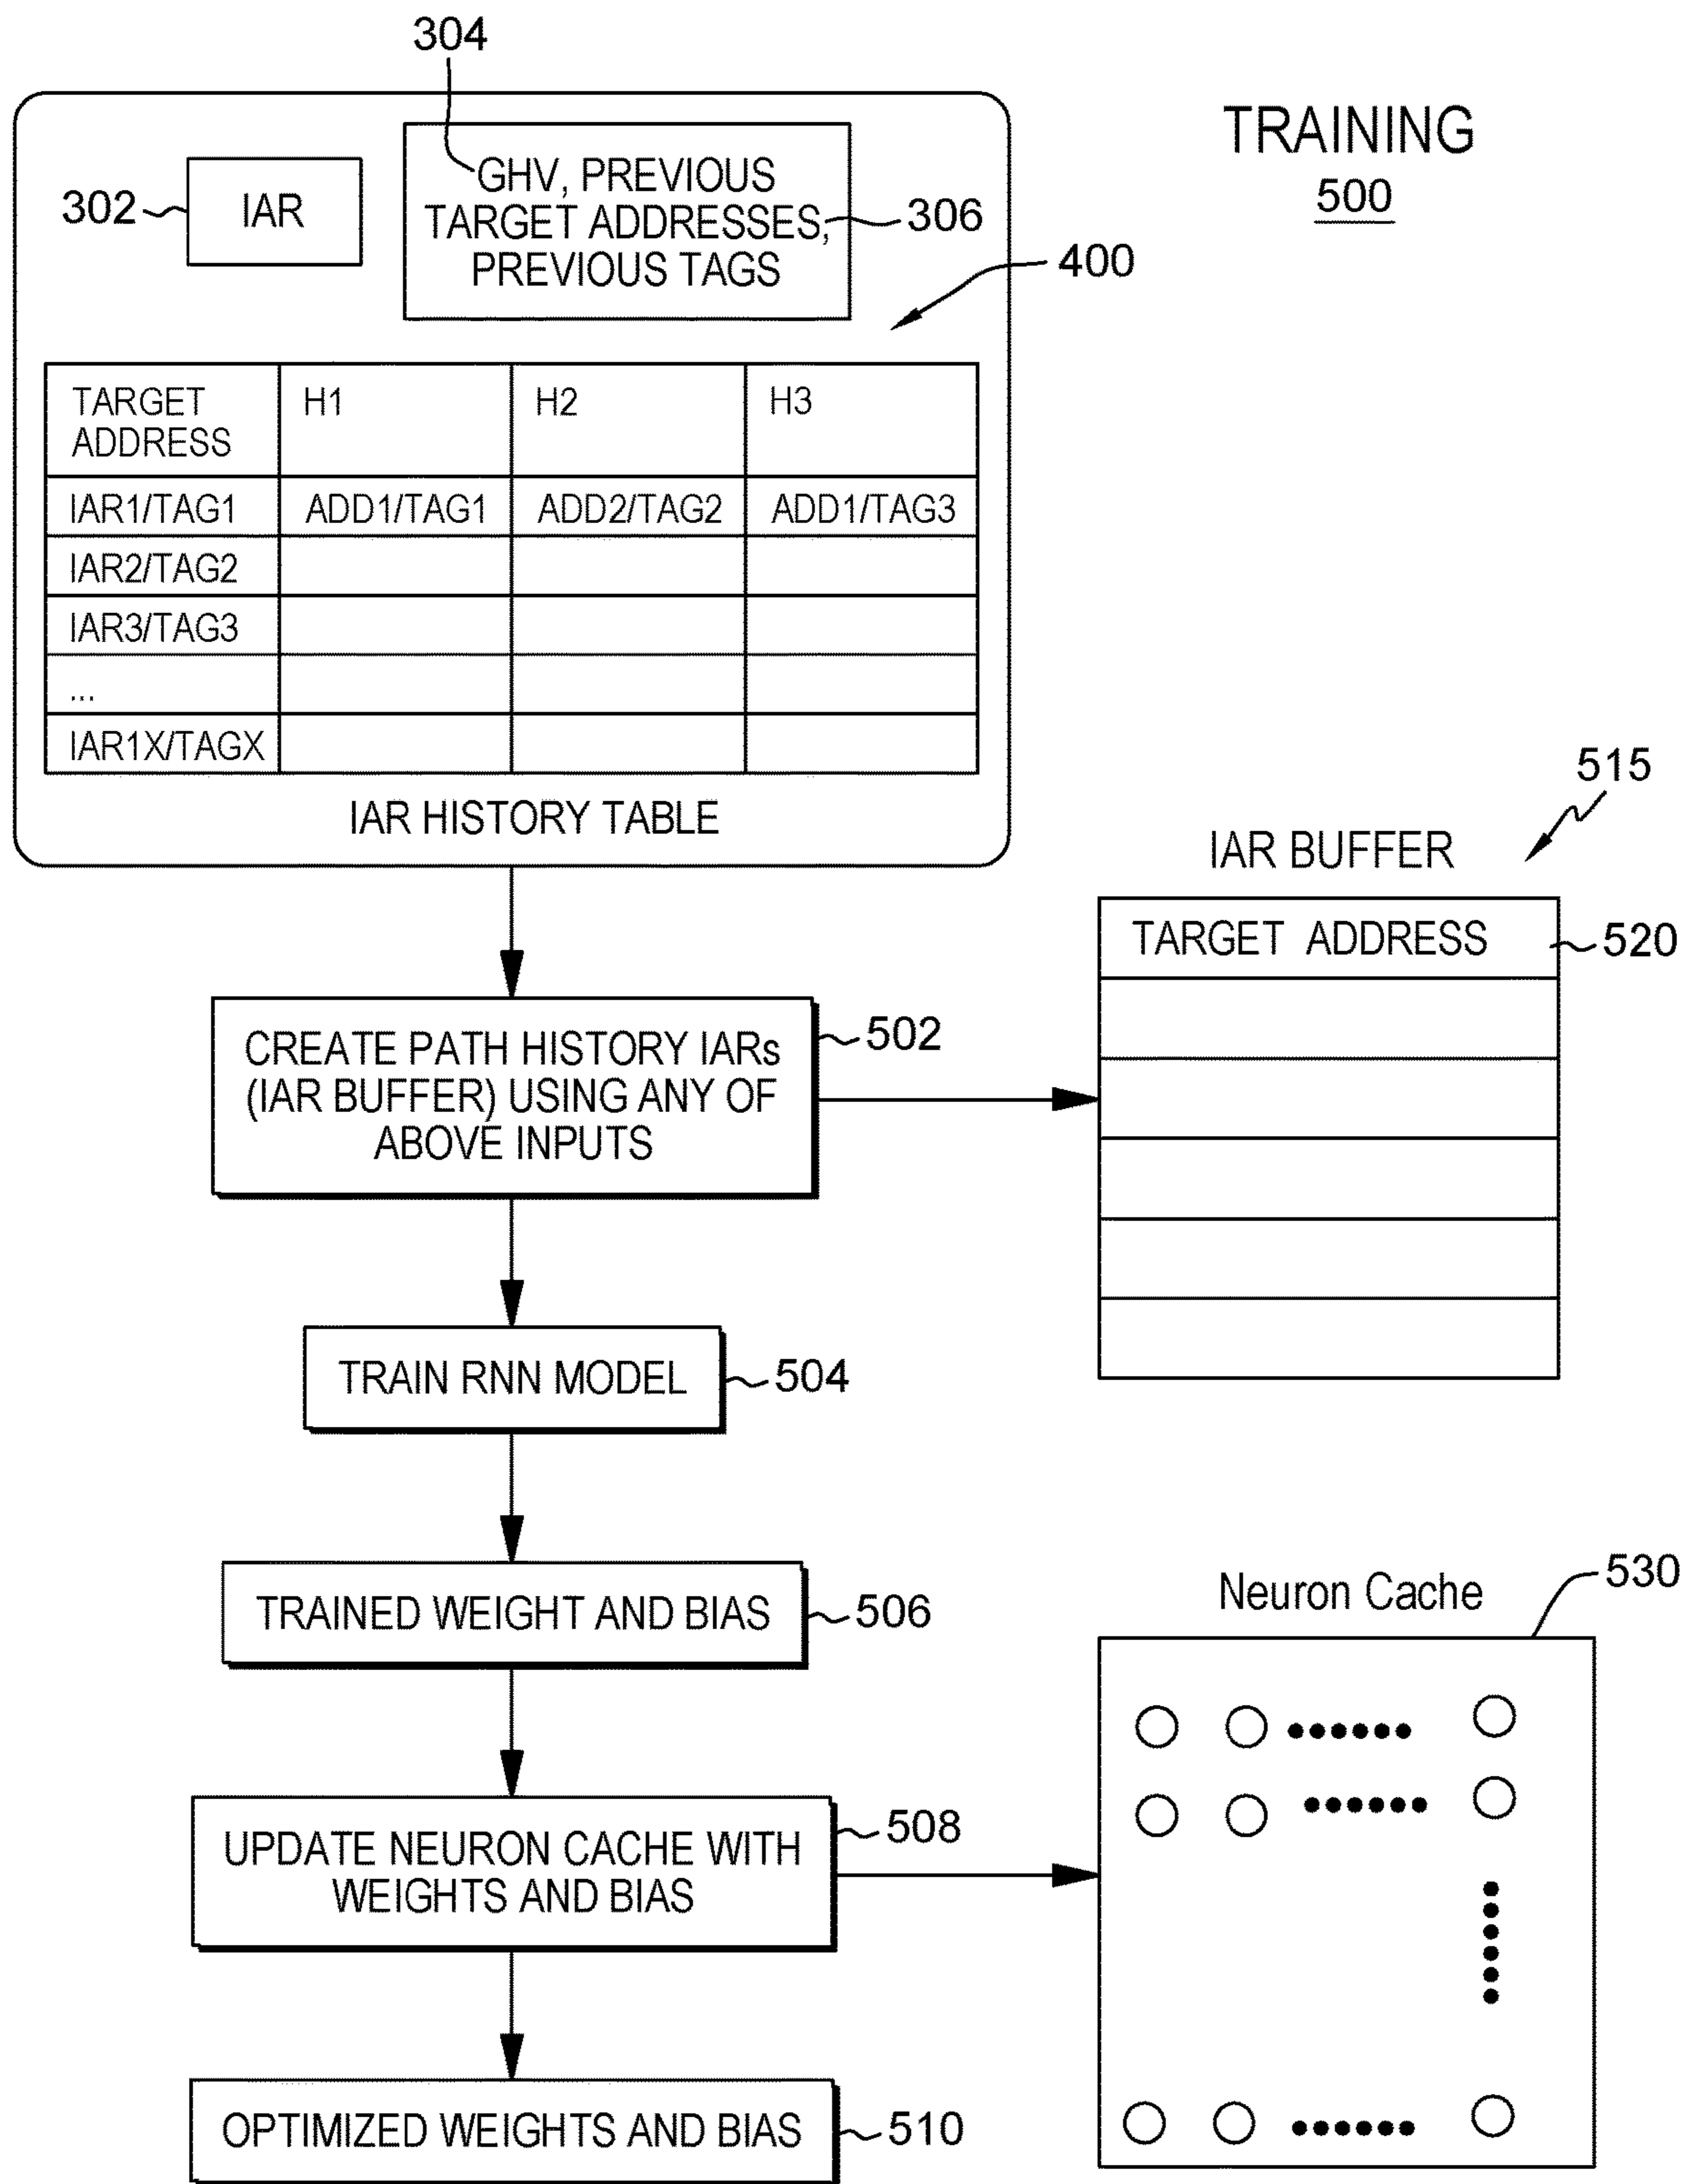 304
TRAINING
500
302
IAR
GHV, PREVIOUS
TARGET ADDRESSES,
PREVIOUS TAGS
306
400
TARGET
ADDRESS
H1
H2
H3
IAR1/TAG1
ADD1/TAG1
ADD2/TAG2
ADD1/TAG3
IAR2/TAG2
IAR3/TAG3
...
IAR1X/TAGX
IAR HISTORY TABLE
515
IAR BUFFER
TARGET ADDRESS
520
CREATE PATH HISTORY IARs
(IAR BUFFER) USING ANY OF
ABOVE INPUTS
502
TRAIN RNN MODEL
504
TRAINED WEIGHT AND BIAS
506
Neuron Cache
530
UPDATE NEURON CACHE WITH
WEIGHTS AND BIAS
508
OPTIMIZED WEIGHTS AND BIAS
510